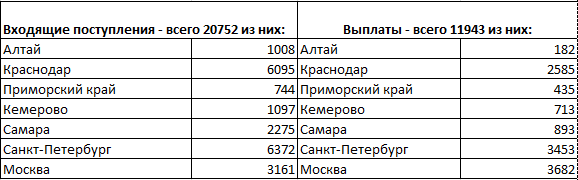 Входящие поступления - всего 20752 из них: Выплаты - всего 11943 из них:
Алтай 1008 Алтай 182
Краснодар 6095 Краснодар 2585
Приморский край 744 Приморский край 435
Кемерово 1097 Кемерово 713
Самара 2275 Самара 893
Санкт-Петербург 6372 Санкт-Петербург 3453
Москва 3161 Москва 3682